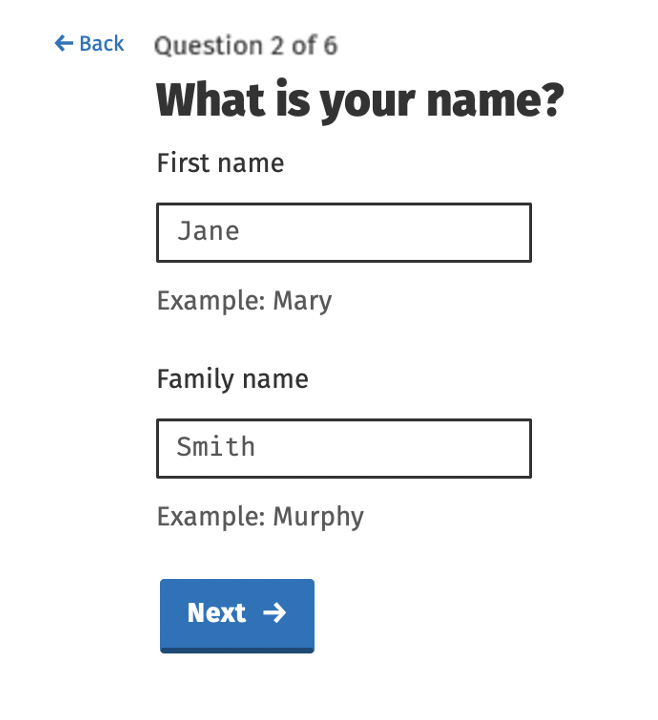 ← Back
Question 2 of 6
What is your name?
First name
Jane
Example: Mary
Family name
Smith
Example: Murphy
Next →